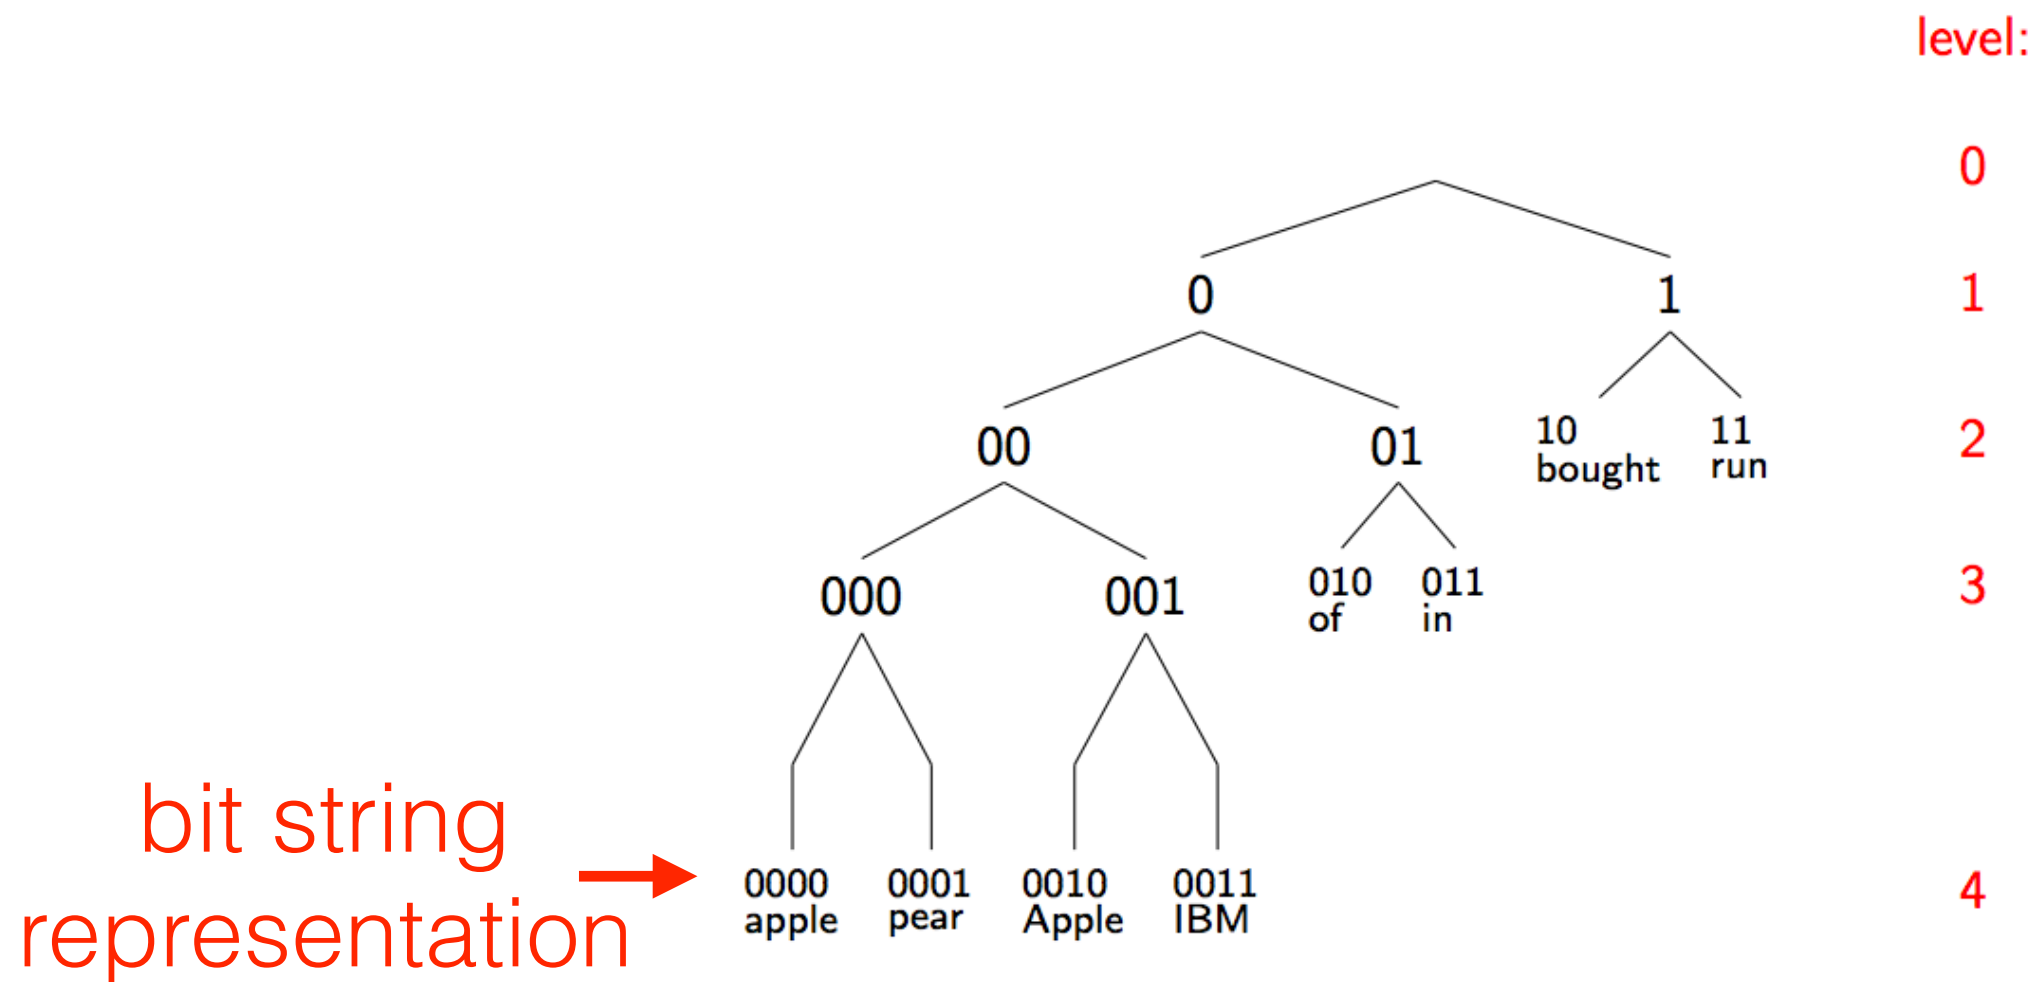 level:
0
0 1 1
00 01 10 11 2
bought run
000 001 010 011 3
of in
bit string
representation
0000 0001 0010 0011 4
apple pear Apple IBM